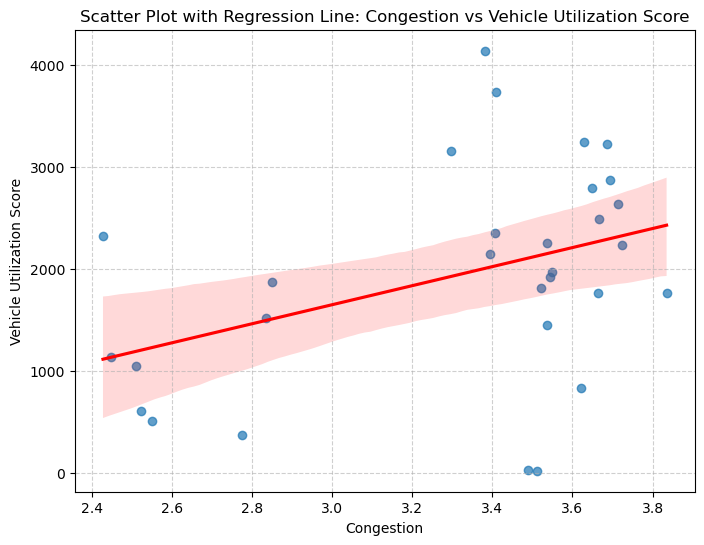 Scatter Plot with Regression Line: Congestion vs Vehicle Utilization Score
4000
3000
2000
1000
0
Vehicle Utilization Score
2.4 2.6 2.8 3.0 3.2 3.4 3.6 3.8
Congestion